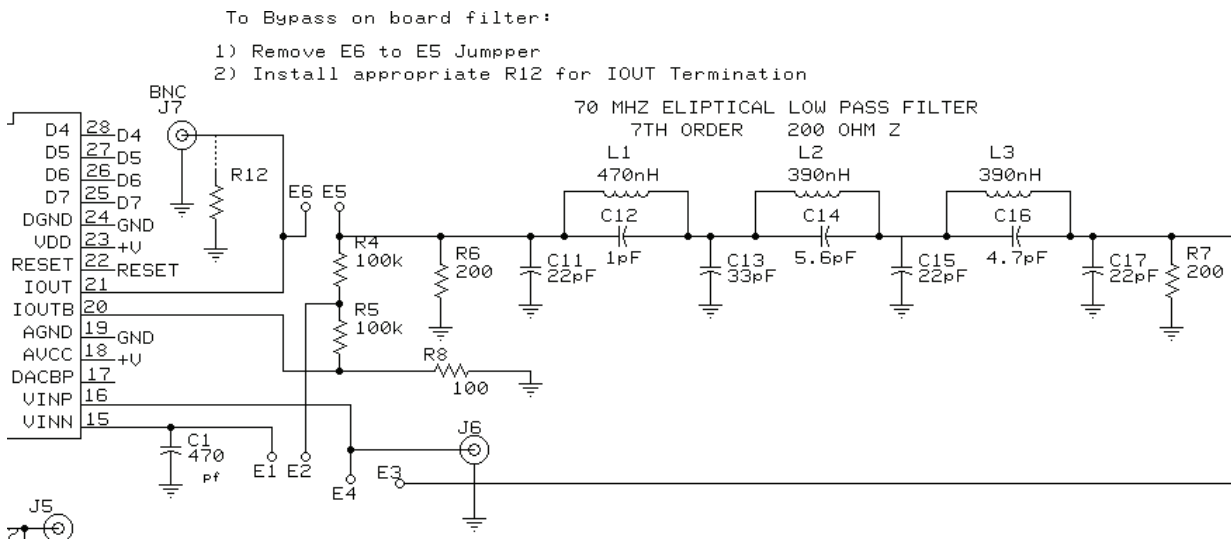 To Bypass on board filter:
1) Remove E6 to E5 Jumpper
2) Install appropriate R12 for IOUT Termination
70 MHZ ELIPTICAL LOW PASS FILTER
7TH ORDER 200 OHM Z
BNC
J7
D4 28 D4
D5 27 D5
D6 26 D6
D7 25 D7
DGND 24 GND
VDD 23 +V
RESET 22 RESET
IOUT 21
IOUTB 20
AGND 19 GND
AVCC 18 +V
DACBP 17
VINP 16
VINN 15
R12
E6 E5
R4
100k
R5
100k
R6
200
R8
100
L1
470nH
C12
1pF
L2
390nH
C14
5.6pF
L3
390nH
C16
4.7pF
C11
22pF
C13
33pF
C15
22pF
C17
22pF
R7
200
C1
470
pf
E1 E2
E4
E3
J6
J5